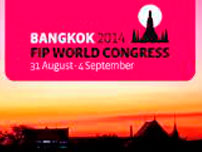 BANGKOK 2014
FIP WORLD CONGRESS
31 August - 4 September